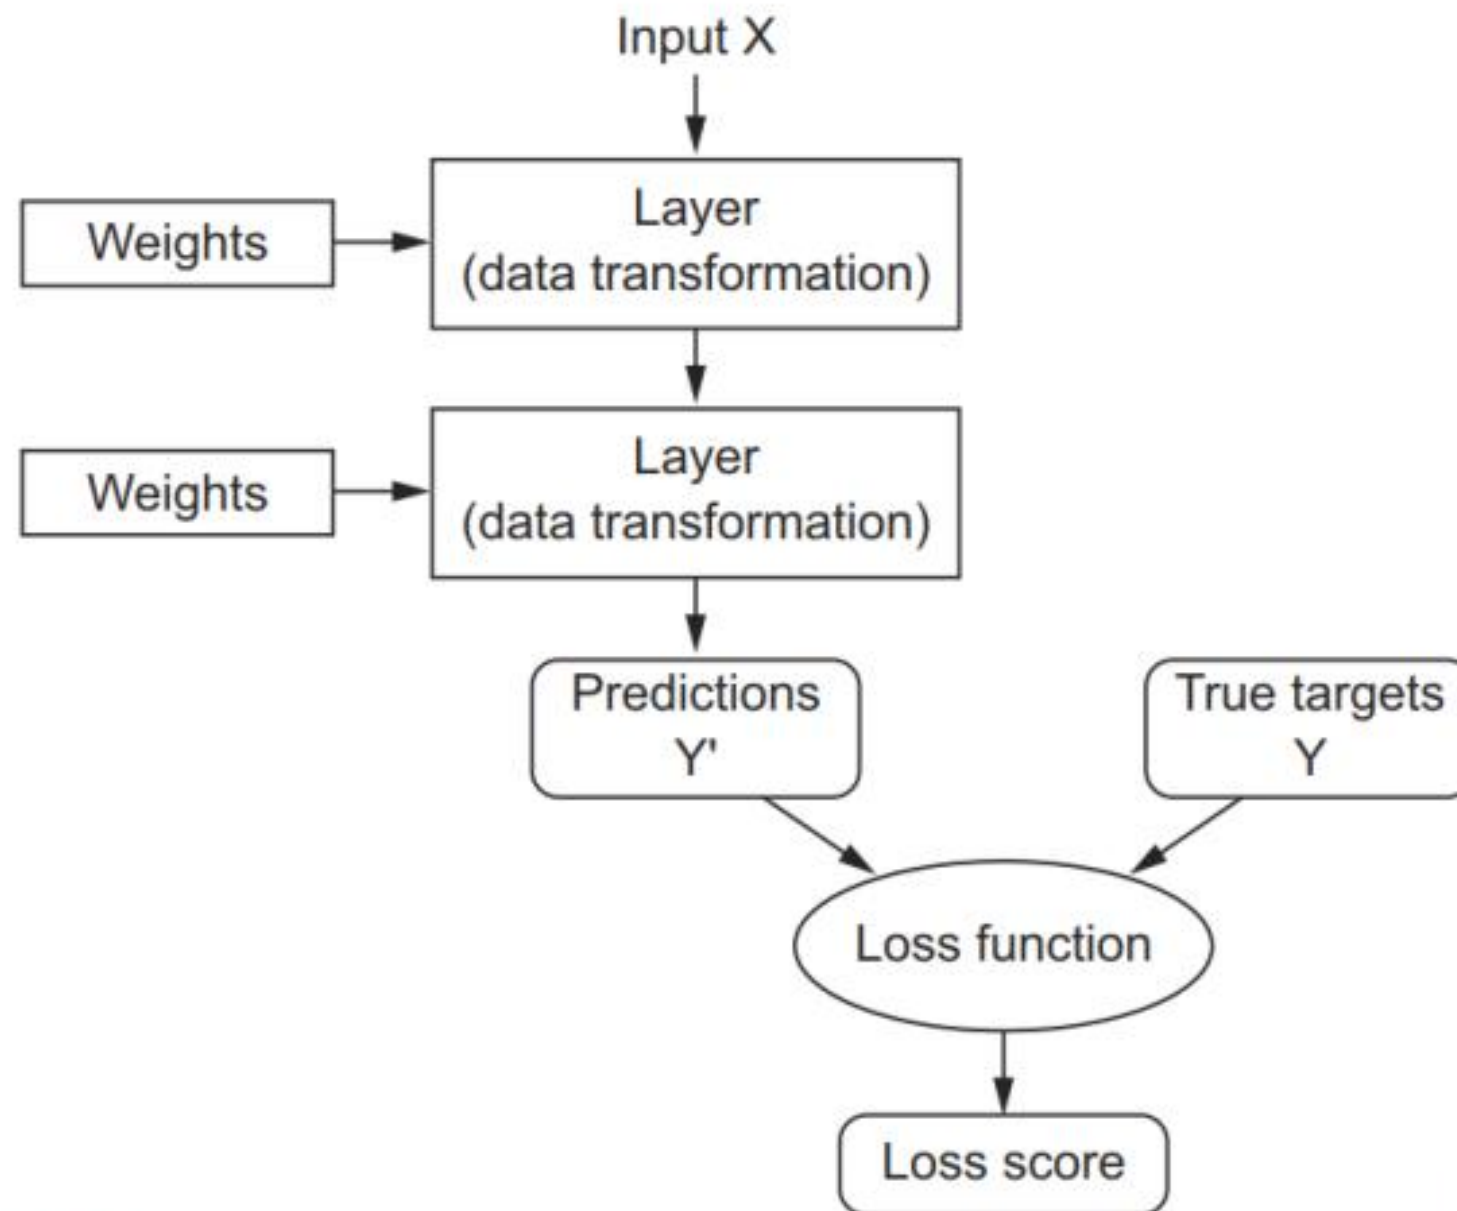 Input X
Weights
Layer
(data transformation)
Weights
Layer
(data transformation)
Predictions
Y'
True targets
Y
Loss function
Loss score